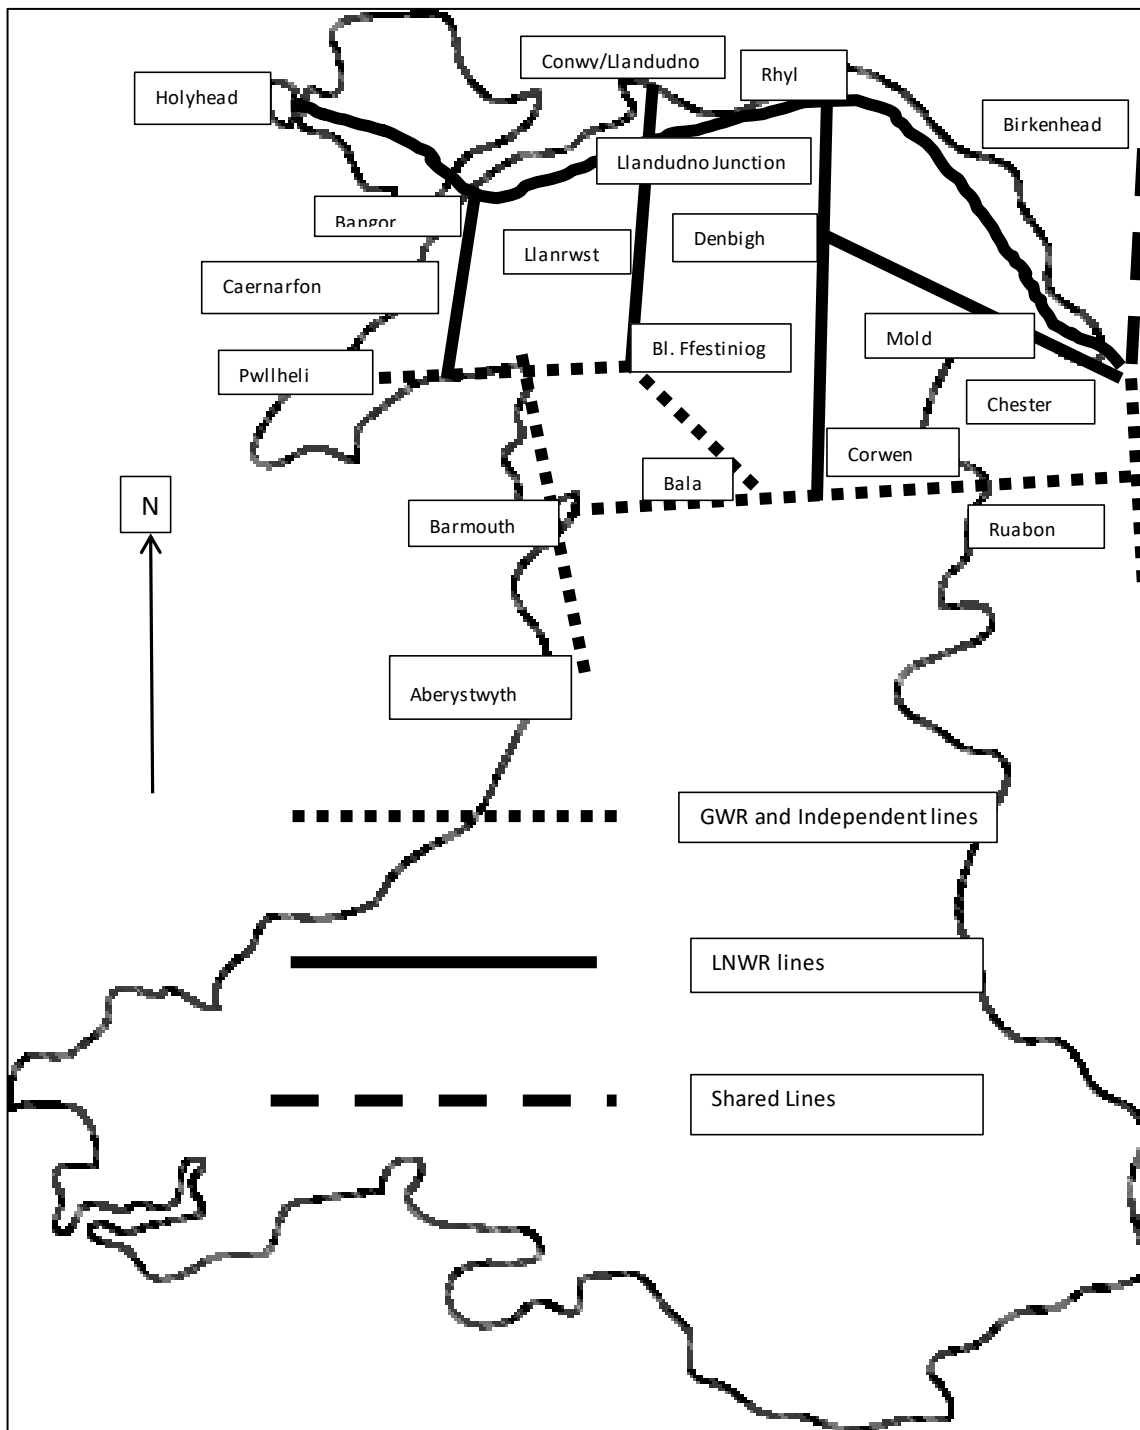 Conwy/Llandudno
Rhyl
Holyhead
Birkenhead
Llandudno Junction
Bangor
Llanrwst
Denbigh
Caernarfon
Mold
Bl. Ffestiniog
Pwllheli
Chester
Corwen
Bala
N
Barmouth
Ruabon
Aberystwyth
GWR and Independent lines
LNWR lines
Shared Lines